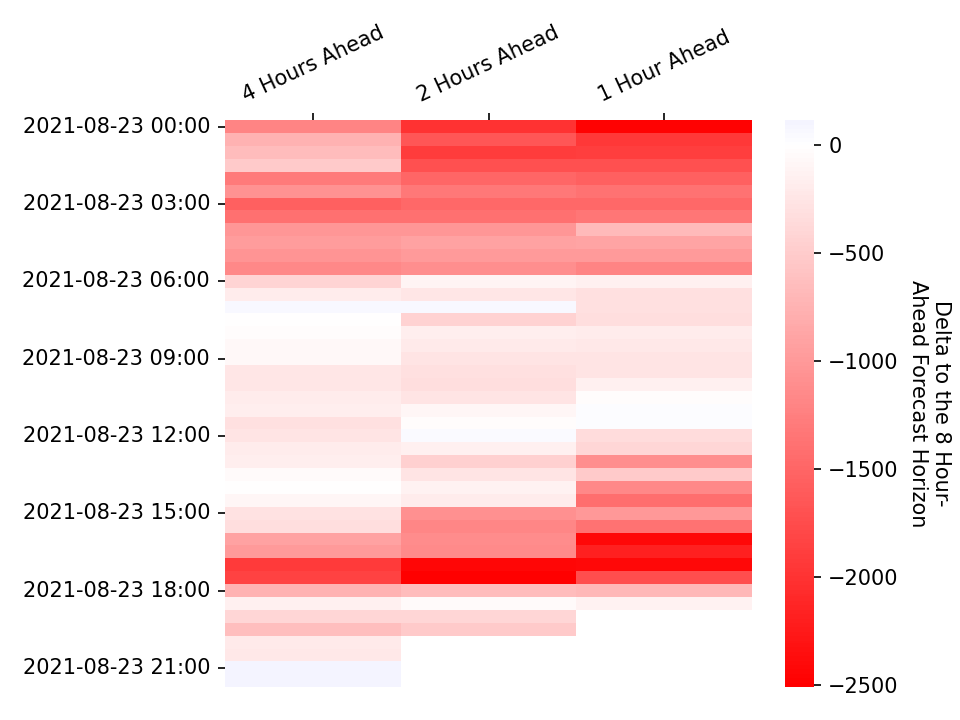 4 Hours Ahead
2 Hours Ahead
1 Hour Ahead
2021-08-23 00:00
2021-08-23 03:00
2021-08-23 06:00
2021-08-23 09:00
2021-08-23 12:00
2021-08-23 15:00
2021-08-23 18:00
2021-08-23 21:00
0
−500
−1000
−1500
−2000
−2500
Delta to the 8 Hour-
Ahead Forecast Horizon